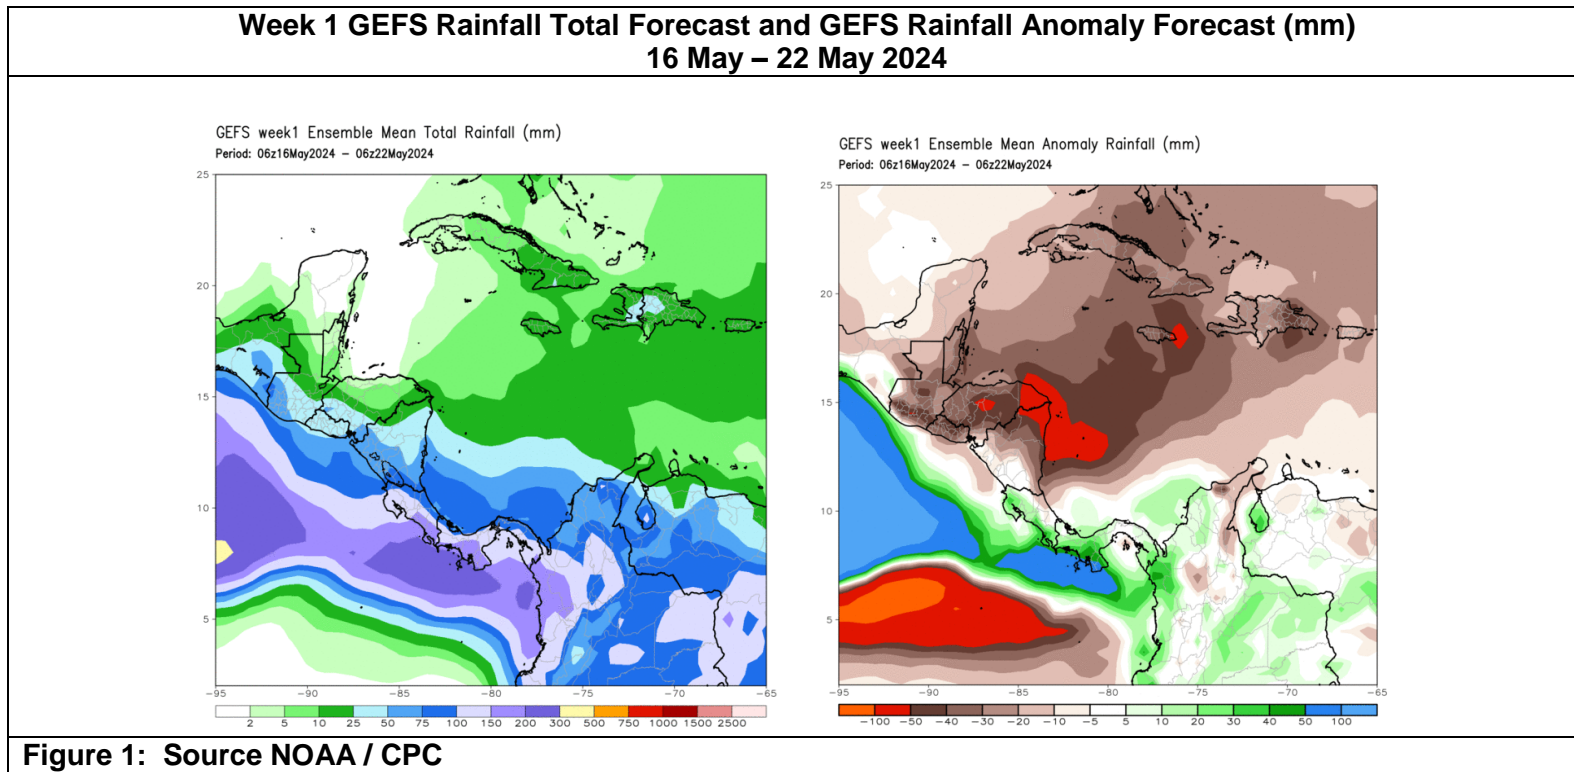 Week 1 GEFS Rainfall Total Forecast and GEFS Rainfall Anomaly Forecast (mm)
16 May – 22 May 2024
GEFS week1 Ensemble Mean Total Rainfall (mm)
Period: 06z16May2024 – 06z22May2024
25
20
15
10
5
−95
−90
−85
−80
−75
−70
−65
2 5 10 25 50 75 100 150 200 300 500 750 1000 1500 2500
GEFS week1 Ensemble Mean Anomaly Rainfall (mm)
Period: 06z16May2024 – 06z22May2024
25
20
15
10
5
−95
−90
−85
−80
−75
−70
−65
−100 −50 −40 −30 −20 −10 −5 5 10 20 30 40 50 100
Figure 1: Source NOAA / CPC